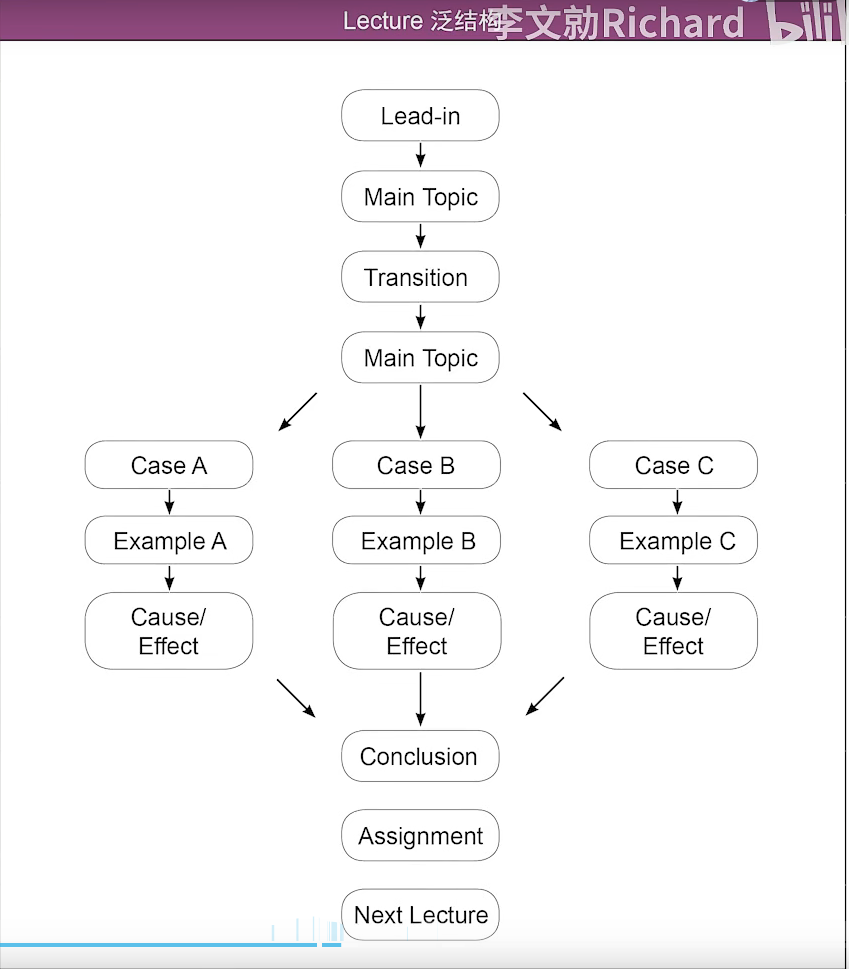 Lecture 泛结构
李文勍Richard
bilibili
Lead-in
Main Topic
Transition
Main Topic
Case A
Case B
Case C
Example A
Example B
Example C
Cause/
Effect
Cause/
Effect
Cause/
Effect
Conclusion
Assignment
Next Lecture